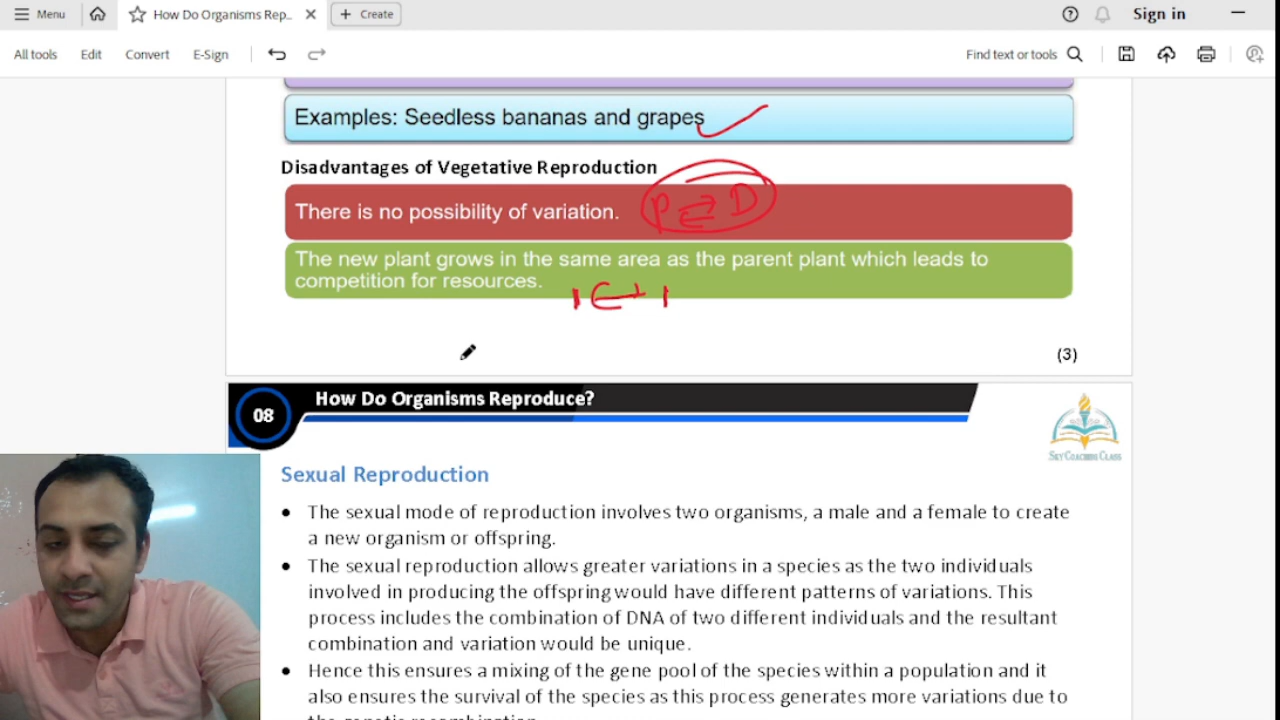 Menu
How Do Organisms Rep...
Create
Sign in
All tools
Edit
Convert
E-Sign
Find text or tools
Examples: Seedless bananas and grapes
Disadvantages of Vegetative Reproduction
There is no possibility of variation.
P D
The new plant grows in the same area as the parent plant which leads to
competition for resources.
(3)
08
How Do Organisms Reproduce?
SKY COACHING CLASS
Sexual Reproduction
• The sexual mode of reproduction involves two organisms, a male and a female to create
a new organism or offspring.
• The sexual reproduction allows greater variations in a species as the two individuals
involved in producing the offspring would have different patterns of variations. This
process includes the combination of DNA of two different individuals and the resultant
combination and variation would be unique.
• Hence this ensures a mixing of the gene pool of the species within a population and it
also ensures the survival of the species as this process generates more variations due to
the genetic recombination.